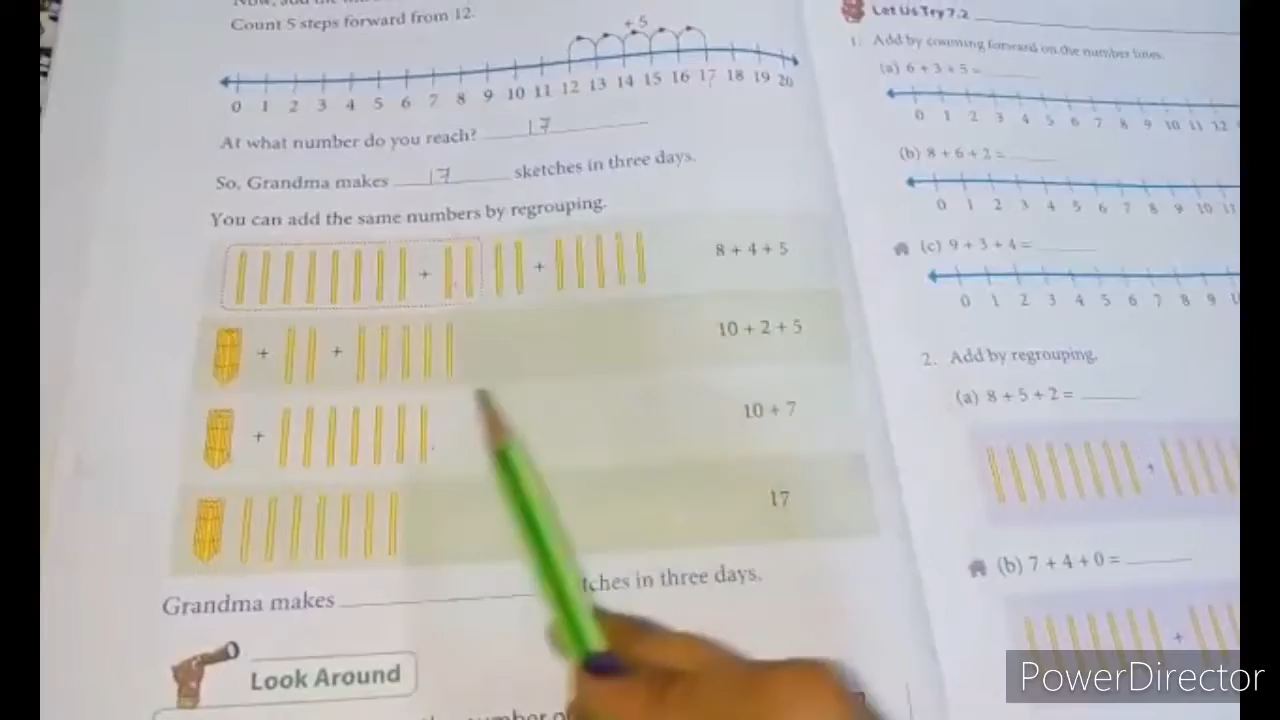 Count 5 steps forward from 12.
+ 5
0 1 2 3 4 5 6 7 8 9 10 11 12 13 14 15 16 17 18 19 20
At what number do you reach? 17
So, Grandma makes 17 sketches in three days.
You can add the same numbers by regrouping.
+ + 8 + 4 + 5
+ + 10 + 2 + 5
+ 10 + 7
17
Grandma makes tches in three days.
Look Around
Let Us Try 7.2
1. Add by counting forward on the number lines.
(a) 6 + 3 + 5 =
0 1 2 3 4 5 6 7 8 9 10 11 12
(b) 8 + 6 + 2 =
0 1 2 3 4 5 6 7 8 9 10 11
(c) 9 + 3 + 4 =
0 1 2 3 4 5 6 7 8 9
2. Add by regrouping.
(a) 8 + 5 + 2 =
+
(b) 7 + 4 + 0 =
+
PowerDirector